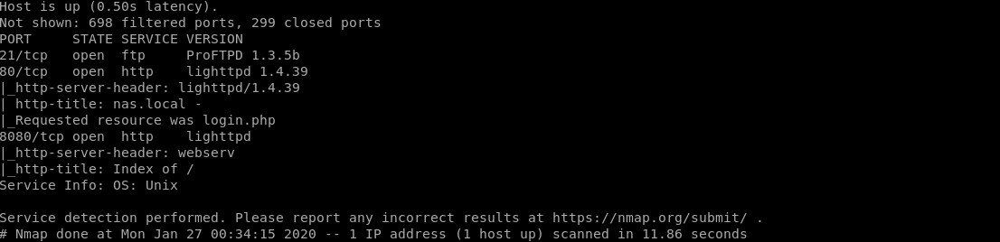 Host is up (0.50s latency).
Not shown: 698 filtered ports, 299 closed ports
PORT     STATE SERVICE VERSION
21/tcp   open  ftp     ProFTPD 1.3.5b
80/tcp   open  http    lighttpd 1.4.39
|_http-server-header: lighttpd/1.4.39
| http-title: nas.local -
|_Requested resource was login.php
8080/tcp open  http    lighttpd
|_http-server-header: webserv
|_http-title: Index of /
Service Info: OS: Unix

Service detection performed. Please report any incorrect results at https://nmap.org/submit/ .
# Nmap done at Mon Jan 27 00:34:15 2020 -- 1 IP address (1 host up) scanned in 11.86 seconds